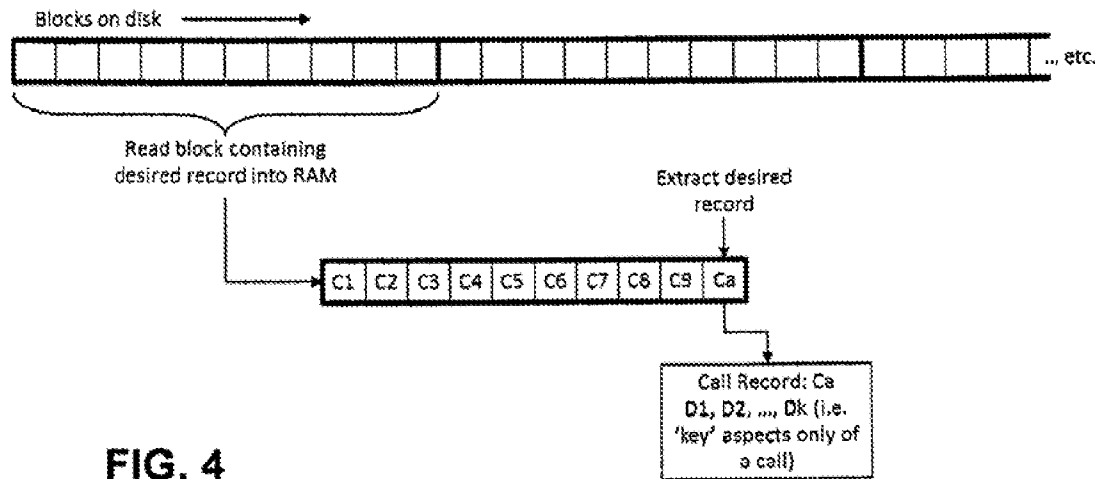 Blocks on disk
... etc.
Read block containing
desired record into RAM
Extract desired
record
C1 C2 C3 C4 C5 C6 C7 C8 C9 Ca
Call Record: Ca
D1, D2, ..., Dk (i.e.
'key' aspects only of
a call)
FIG. 4